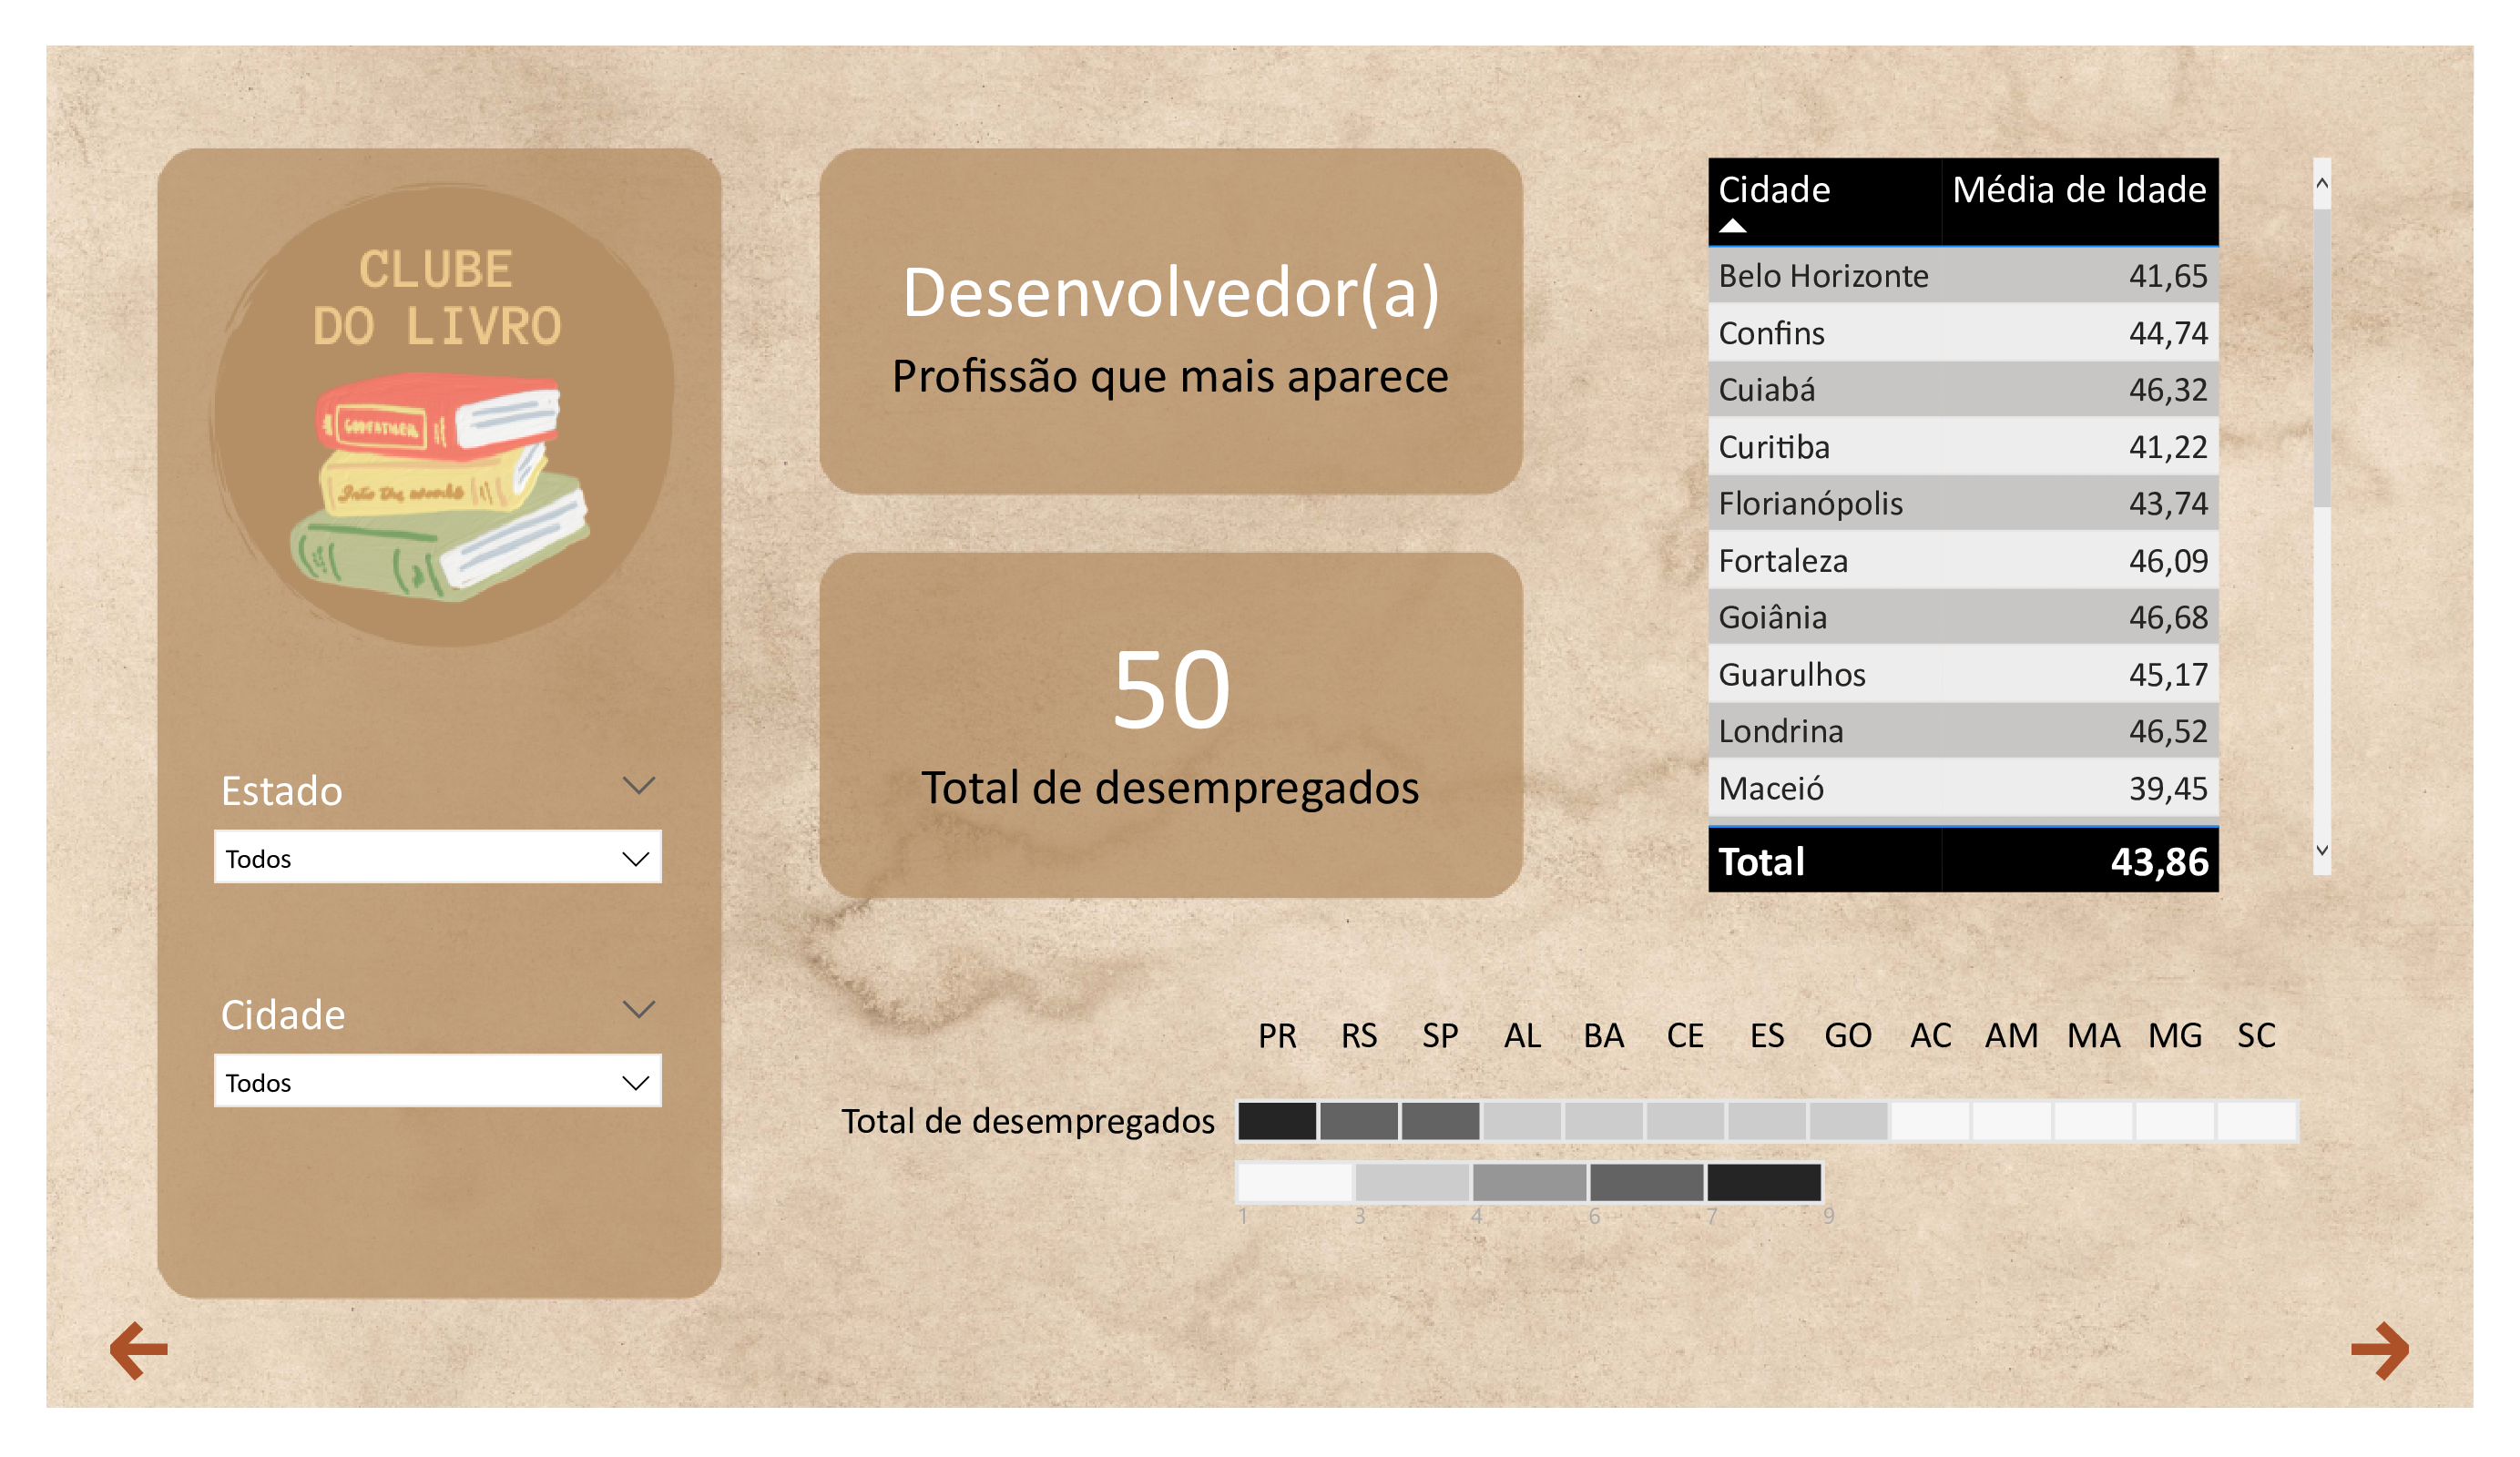 CLUBE
DO LIVRO
GODFATHER
Into the woods
Estado
Todos
Cidade
Todos
Desenvolvedor(a)
Profissão que mais aparece
50
Total de desempregados
Cidade Média de Idade
Belo Horizonte 41,65
Confins 44,74
Cuiabá 46,32
Curitiba 41,22
Florianópolis 43,74
Fortaleza 46,09
Goiânia 46,68
Guarulhos 45,17
Londrina 46,52
Maceió 39,45
Total 43,86
PR RS SP AL BA CE ES GO AC AM MA MG SC
Total de desempregados
1 3 4 6 7 9